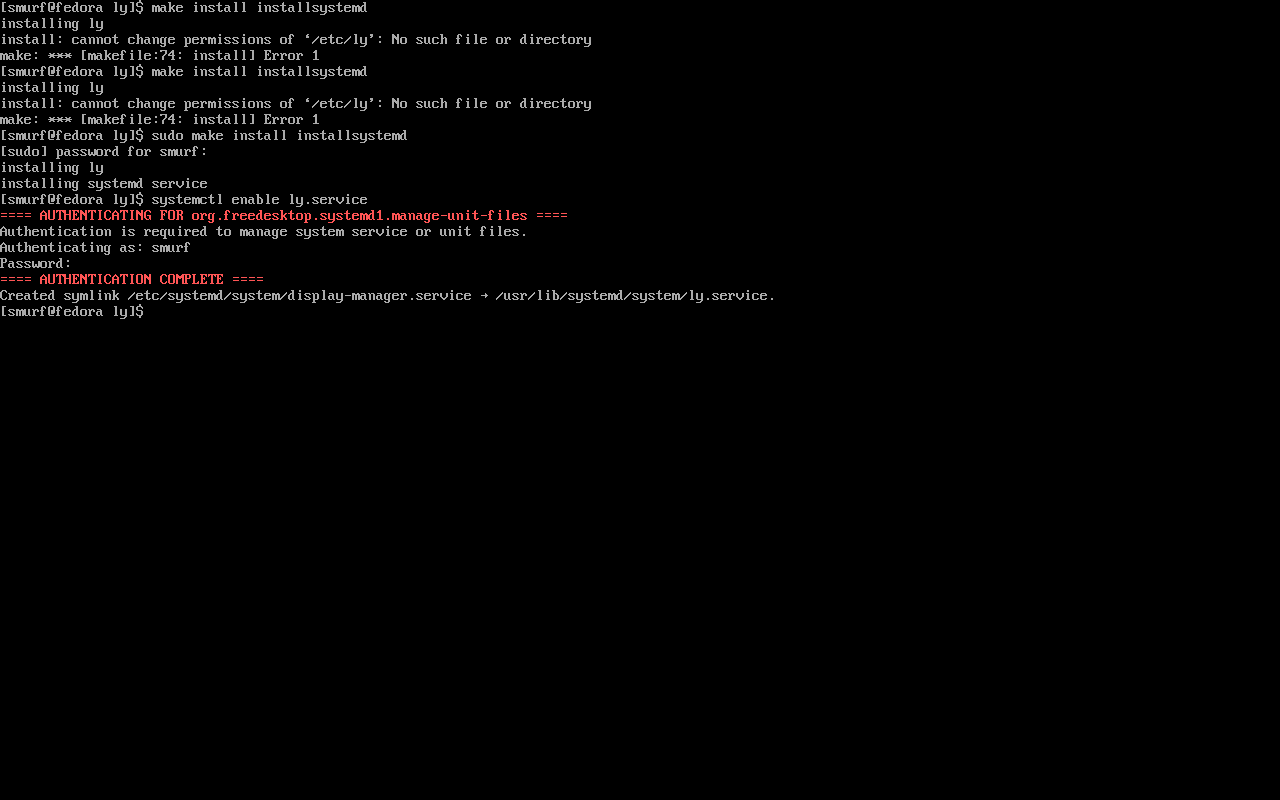 [smurf@fedora ly]$ make install installsystemd
installing ly
install: cannot change permissions of ‘/etc/ly’: No such file or directory
make: *** [makefile:74: install] Error 1
[smurf@fedora ly]$ make install installsystemd
installing ly
install: cannot change permissions of ‘/etc/ly’: No such file or directory
make: *** [makefile:74: install] Error 1
[smurf@fedora ly]$ sudo make install installsystemd
[sudo] password for smurf:
installing ly
installing systemd service
[smurf@fedora ly]$ systemctl enable ly.service
==== AUTHENTICATING FOR org.freedesktop.systemd1.manage-unit-files ====
Authentication is required to manage system service or unit files.
Authenticating as: smurf
Password:
==== AUTHENTICATION COMPLETE ====
Created symlink /etc/systemd/system/display-manager.service → /usr/lib/systemd/system/ly.service.
[smurf@fedora ly]$